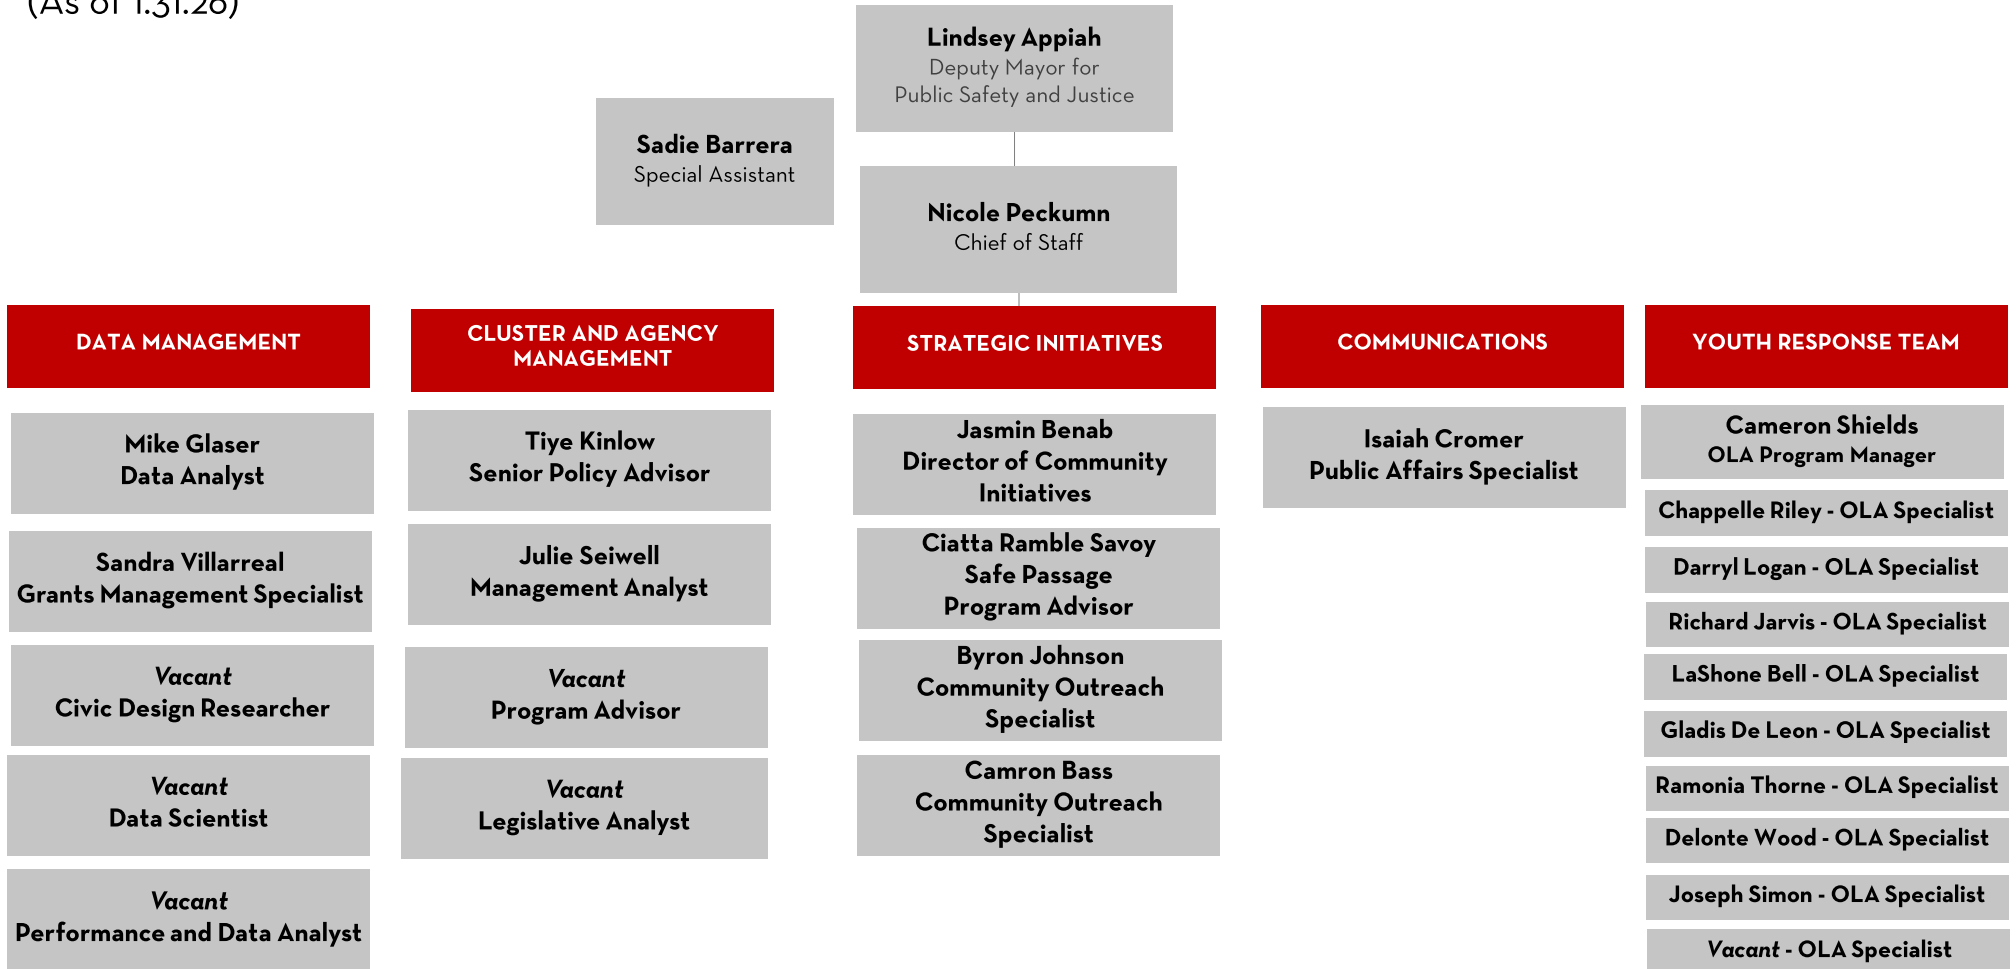 (As of 1.31.26)
Lindsey Appiah
Deputy Mayor for
Public Safety and Justice
Sadie Barrera
Special Assistant
Nicole Peckumn
Chief of Staff
DATA MANAGEMENT
Mike Glaser
Data Analyst
Sandra Villarreal
Grants Management Specialist
Vacant
Civic Design Researcher
Vacant
Data Scientist
Vacant
Performance and Data Analyst
CLUSTER AND AGENCY
MANAGEMENT
Tiye Kinlow
Senior Policy Advisor
Julie Seiwell
Management Analyst
Vacant
Program Advisor
Vacant
Legislative Analyst
STRATEGIC INITIATIVES
Jasmin Benab
Director of Community
Initiatives
Ciatta Ramble Savoy
Safe Passage
Program Advisor
Byron Johnson
Community Outreach
Specialist
Camron Bass
Community Outreach
Specialist
COMMUNICATIONS
Isaiah Cromer
Public Affairs Specialist
YOUTH RESPONSE TEAM
Cameron Shields
OLA Program Manager
Chappelle Riley - OLA Specialist
Darryl Logan - OLA Specialist
Richard Jarvis - OLA Specialist
LaShone Bell - OLA Specialist
Gladis De Leon - OLA Specialist
Ramonia Thorne - OLA Specialist
Delonte Wood - OLA Specialist
Joseph Simon - OLA Specialist
Vacant - OLA Specialist